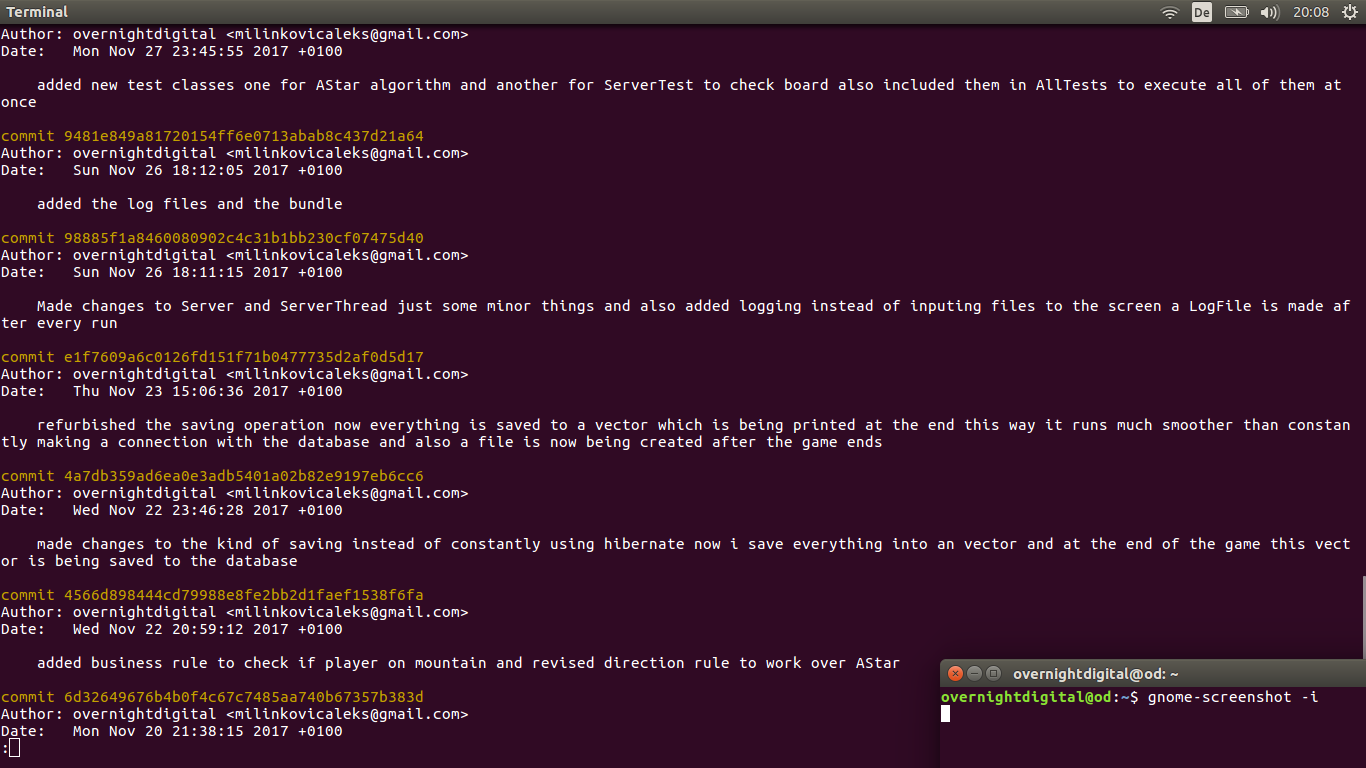 Terminal De 20:08
Author: overnightdigital <milinkovicaleks@gmail.com>
Date:   Mon Nov 27 23:45:55 2017 +0100
    added new test classes one for AStar algorithm and another for ServerTest to check board also included them in AllTests to execute all of them at
once
commit 9481e849a81720154ff6e0713abab8c437d21a64
Author: overnightdigital <milinkovicaleks@gmail.com>
Date:   Sun Nov 26 18:12:05 2017 +0100
    added the log files and the bundle
commit 98885f1a8460080902c4c31b1bb230cf07475d40
Author: overnightdigital <milinkovicaleks@gmail.com>
Date:   Sun Nov 26 18:11:15 2017 +0100
    Made changes to Server and ServerThread just some minor things and also added logging instead of inputing files to the screen a LogFile is made af
ter every run
commit e1f7609a6c0126fd151f71b0477735d2af0d5d17
Author: overnightdigital <milinkovicaleks@gmail.com>
Date:   Thu Nov 23 15:06:36 2017 +0100
    refurbished the saving operation now everything is saved to a vector which is being printed at the end this way it runs much smoother than constan
tly making a connection with the database and also a file is now being created after the game ends
commit 4a7db359ad6ea0e3adb5401a02b82e9197eb6cc6
Author: overnightdigital <milinkovicaleks@gmail.com>
Date:   Wed Nov 22 23:46:28 2017 +0100
    made changes to the kind of saving instead of constantly using hibernate now i save everything into an vector and at the end of the game this vect
or is being saved to the database
commit 4566d898444cd79988e8fe2bb2d1faef1538f6fa
Author: overnightdigital <milinkovicaleks@gmail.com>
Date:   Wed Nov 22 20:59:12 2017 +0100
    added business rule to check if player on mountain and revised direction rule to work over AStar
commit 6d32649676b4b0f4c67c7485aa740b67357b383d
Author: overnightdigital <milinkovicaleks@gmail.com>
Date:   Mon Nov 20 21:38:15 2017 +0100
:
overnightdigital@od: ~
overnightdigital@od:~$ gnome-screenshot -i